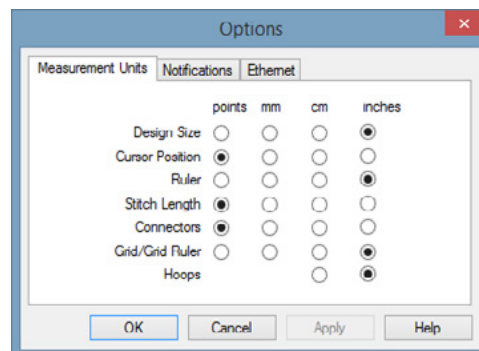 Options
Measurement Units Notifications Ethernet
points mm cm inches
Design Size
Cursor Position
Ruler
Stitch Length
Connectors
Grid/Grid Ruler
Hoops
OK Cancel Apply Help